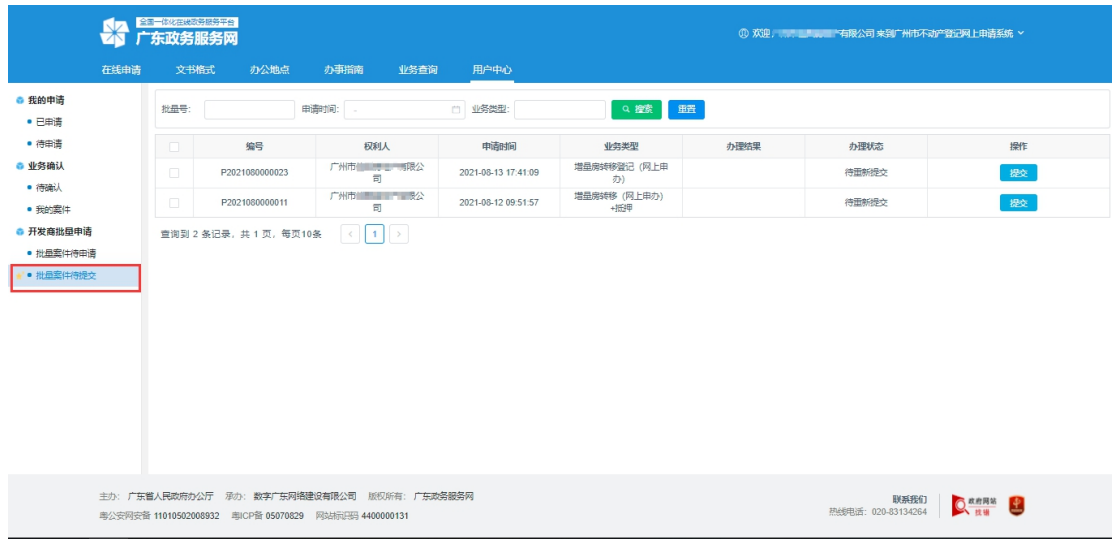 全国一体化在线政务服务平台
广东政务服务网
欢迎, 有限公司 来到广州市不动产登记网上申请系统
在线申请 文书格式 办公地点 办事指南 业务查询 用户中心
我的申请
已申请
待申请
业务确认
待确认
我的案件
开发商批量申请
批量案件待申请
批量案件待提交
批量号: 申请时间: - 业务类型: 搜索 重置
编号 权利人 申请时间 业务类型 办理结果 办理状态 操作
P2021080000023 广州市 有限公司 2021-08-13 17:41:09 增量房转移登记（网上申办） 待重新提交 提交
P2021080000011 广州市 限公司 2021-08-12 09:51:57 增量房转移（网上申办）+抵押 待重新提交 提交
查询到 2 条记录, 共 1 页, 每页10条 < 1 >
主办: 广东省人民政府办公厅 承办: 数字广东网络建设有限公司 版权所有: 广东政务服务网
粤公安网安备 11010502008932 粤ICP备 05070829 网站标识码 4400000131
联系我们
热线电话: 020-83134264
政府网站
找错